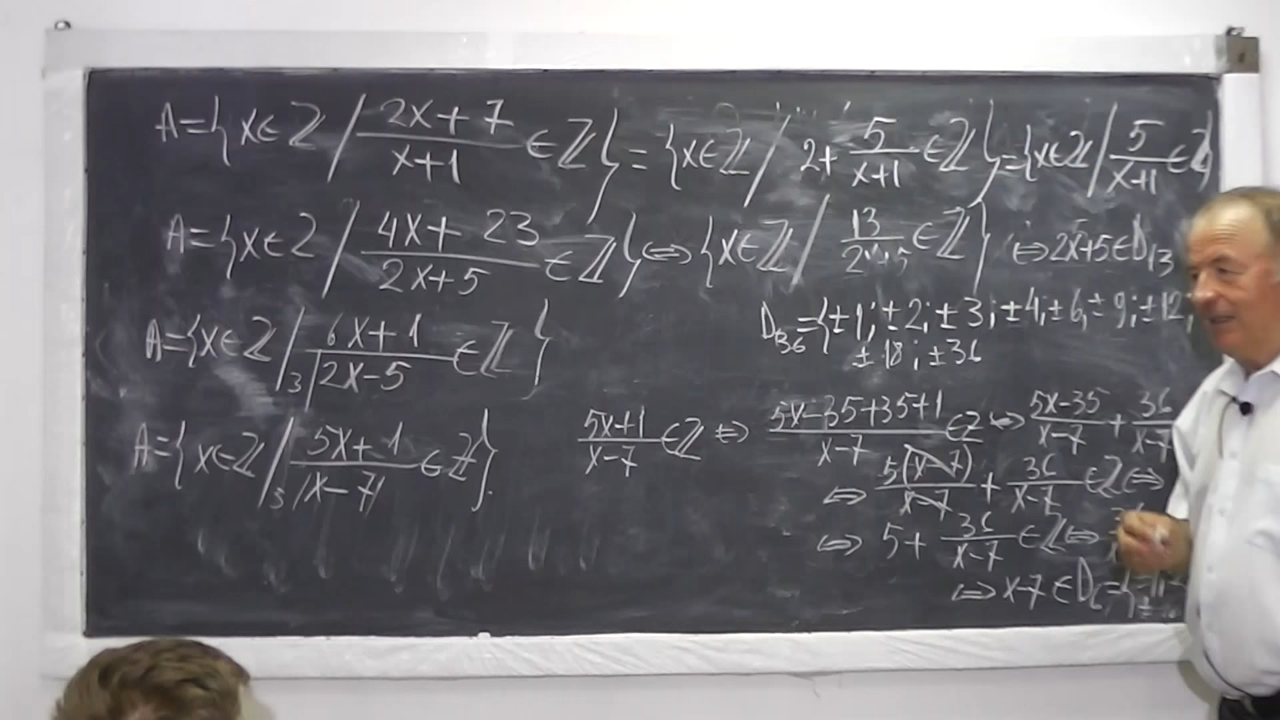 A={x∈Z / (2x+7)/(x+1) ∈Z} = {x∈Z / 2+ 5/(x+1) ∈Z} = {x∈Z / 5/(x+1) ∈Z}
A={x∈Z / (4x+23)/(2x+5) ∈Z} ⇔ {x∈Z / 13/(2x+5) ∈Z} ⇔ 2x+5∈D13
D36={±1; ±2; ±3; ±4; ±6; ±9; ±12;
±18; ±36
A={x∈Z / 3 (6x+1)/(2x-5) ∈Z}
A={x∈Z / 5 (5x+1)/(x-7) ∈Z}
(5x+1)/(x-7) ∈Z ⇔ (5x-35+35+1)/(x-7) ∈Z ⇔ (5x-35)/(x-7) + 36/(x-7)
⇔ 5(x-7)/(x-7) + 36/(x-7) ∈Z ⇔
⇔ 5+ 36/(x-7) ∈Z ⇔
⇔ x-7 ∈D